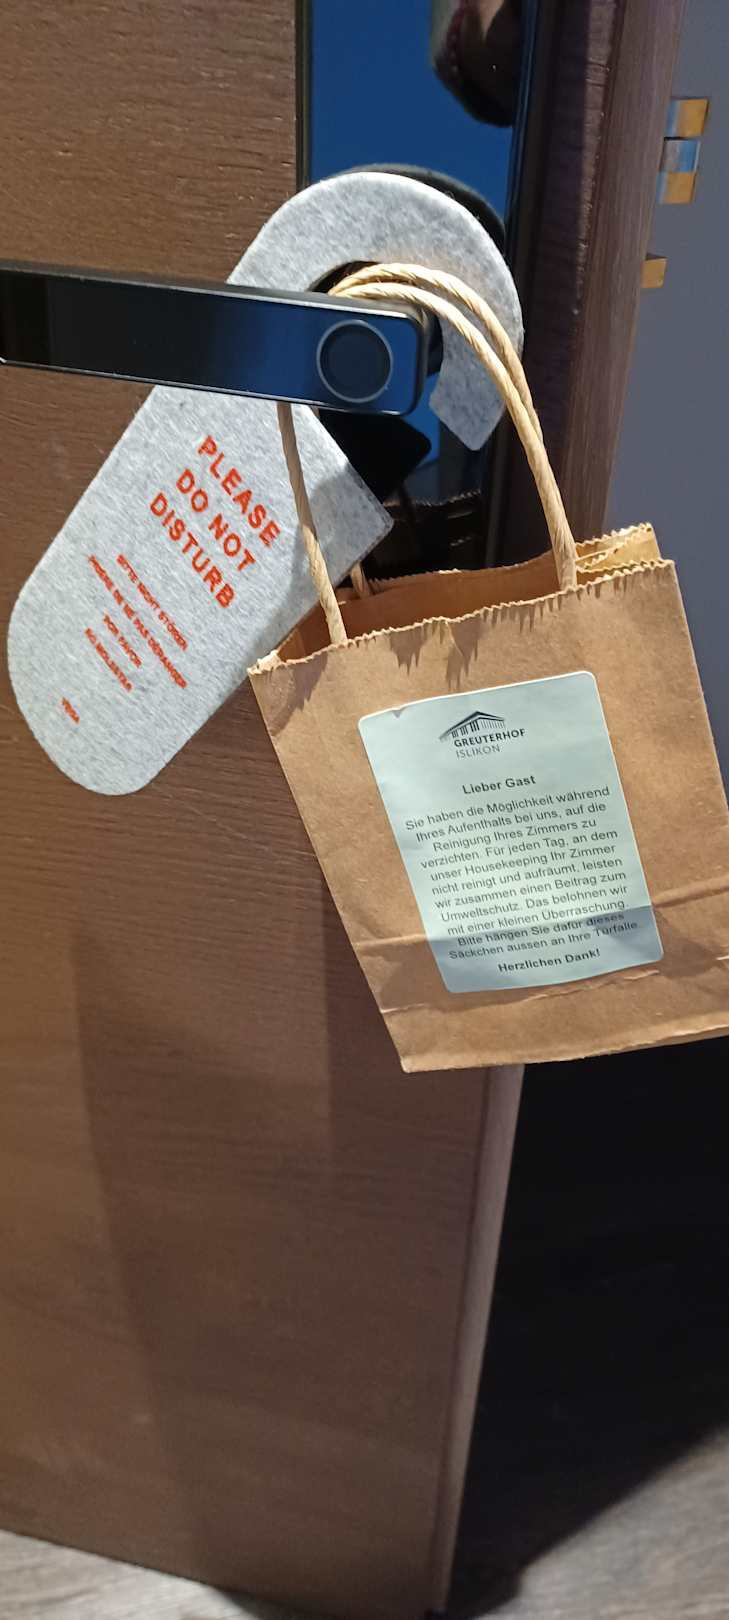 PLEASE
DO NOT
DISTURB
BITTE NICHT STÖREN
PRIÈRE DE NE PAS DÉRANGER
POR FAVOR
NO MOLESTAR
GREUTERHOF
ISLIKON
Lieber Gast
Sie haben die Möglichkeit während
Ihres Aufenthalts bei uns, auf die
Reinigung Ihres Zimmers zu
verzichten. Für jeden Tag, an dem
unser Housekeeping Ihr Zimmer
nicht reinigt und aufräumt, leisten
wir zusammen einen Beitrag zum
Umweltschutz. Das belohnen wir
mit einer kleinen Überraschung.
Bitte hängen Sie dafür dieses
Säckchen aussen an Ihre Türfalle.
Herzlichen Dank!